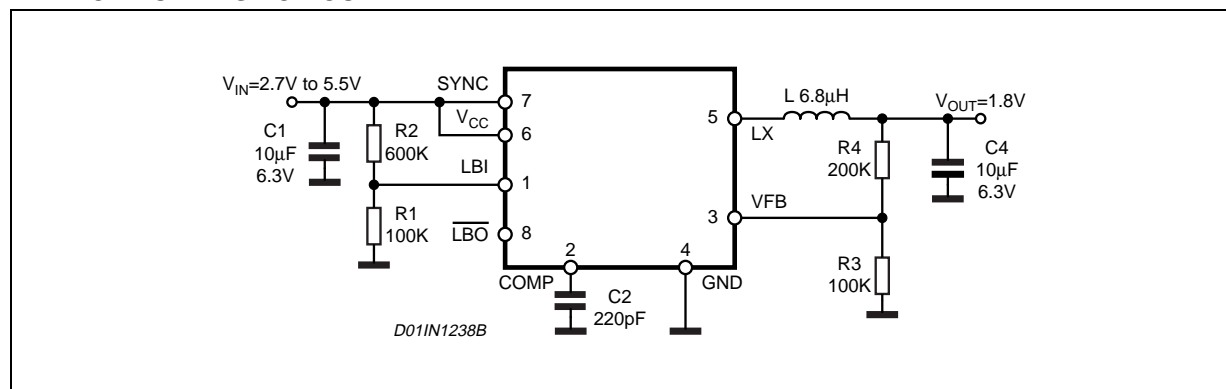 V_IN=2.7V to 5.5V
SYNC
7
V_CC
6
C1
10μF
6.3V
R2
600K
LBI
1
R1
100K
LBO
8
COMP
2
C2
220pF
4
GND
5
LX
L 6.8μH
V_OUT=1.8V
R4
200K
C4
10μF
6.3V
VFB
3
R3
100K
D01IN1238B